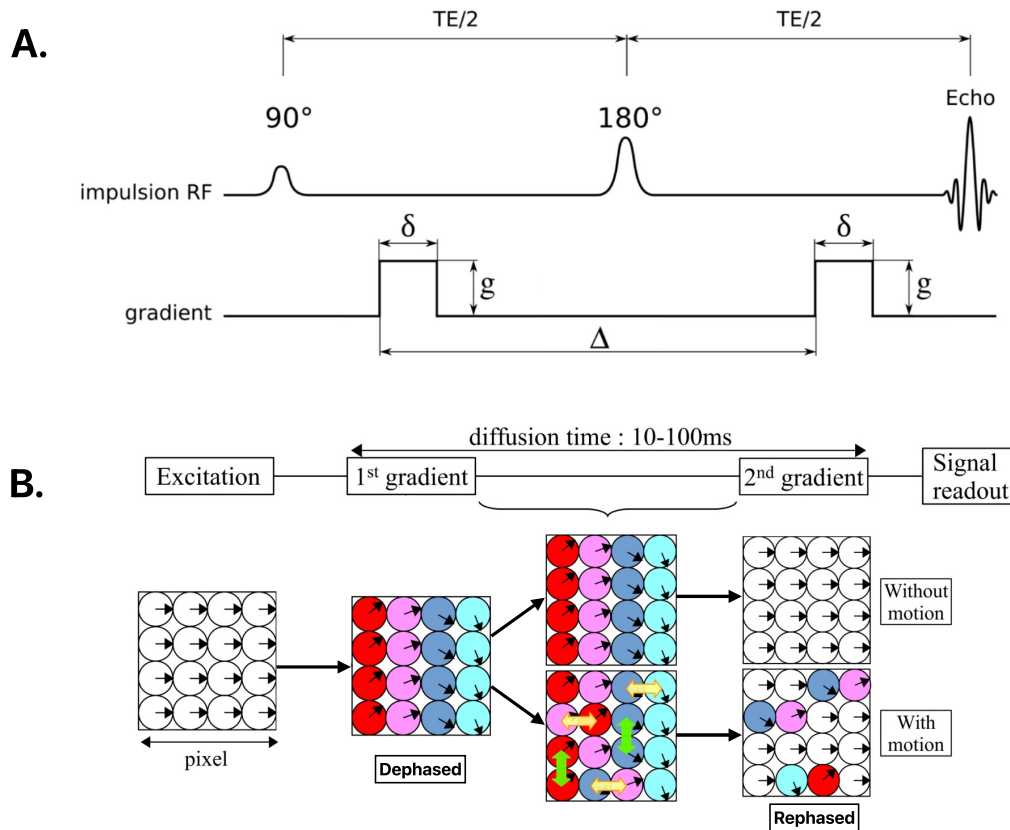 A.
TE/2
TE/2
90°
180°
Echo
impulsion RF
δ
δ
g
g
gradient
Δ
B.
diffusion time : 10-100ms
Excitation
1st gradient
2nd gradient
Signal
readout
Without
motion
With
motion
pixel
Dephased
Rephased